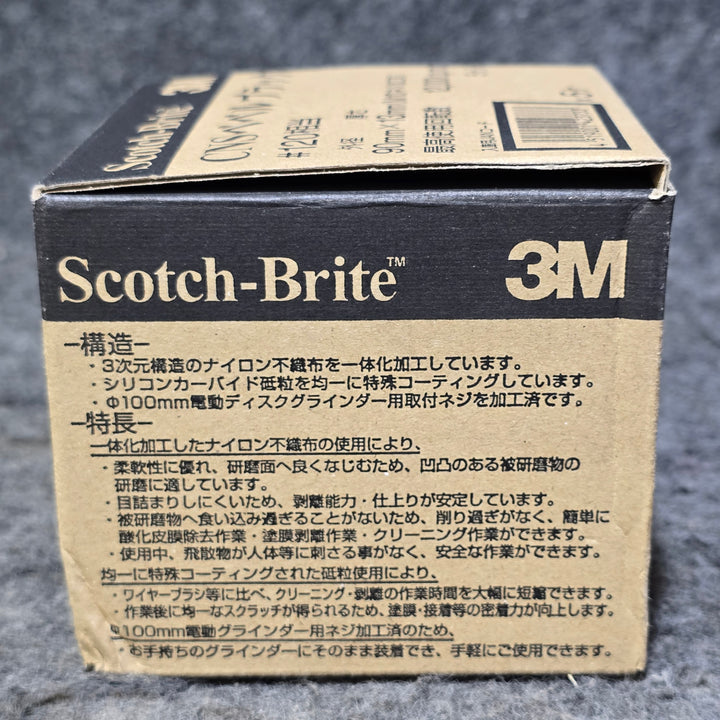 3M
Scotch-Brite
#120相当
外径
90mm×
最高使用回転数
Scotch-Brite™ 3M
-構造-
・3次元構造のナイロン不織布を一体化加工しています。
・シリコンカーバイド砥粒を均一に特殊コーティングしています。
・Φ100mm電動ディスクグラインダー用取付ネジを加工済です。
-特長-
一体化加工したナイロン不織布の使用により、
・柔軟性に優れ、研磨面へ良くなじむため、凹凸のある被研磨物の
研磨に適しています。
・目詰まりしにくいため、剥離能力・仕上りが安定しています。
・被研磨物へ食い込み過ぎることがないため、削り過ぎがなく、簡単に
酸化皮膜除去作業・塗膜剥離作業・クリーニング作業ができます。
・使用中、飛散物が人体等に刺さる事がなく、安全な作業ができます。
均一に特殊コーティングされた砥粒使用により、
・ワイヤーブラシ等に比べ、クリーニング・剥離の作業時間を大幅に短縮できます。
・作業後に均一なスクラッチが得られるため、塗膜・接着等の密着力が向上します。
Φ100mm電動グラインダー用ネジ加工済のため、
・お手持ちのグラインダーにそのまま装着でき、手軽にご使用できます。